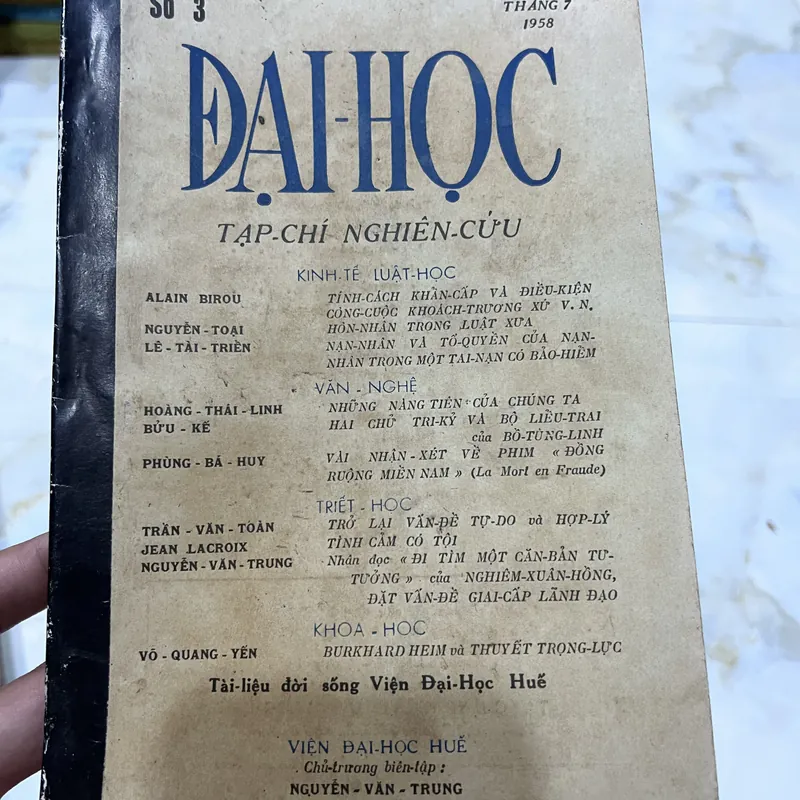 Số 3
THÁNG 7
1958
ĐẠI-HỌC
TẠP-CHÍ NGHIÊN-CỨU
KINH-TẾ LUẬT-HỌC
ALAIN BIROU TÍNH-CÁCH KHẨN-CẤP VÀ ĐIỀU-KIỆN
CÔNG-CUỘC KHOÁCH-TRƯƠNG XỨ V. N.
NGUYỄN - TOẠI HÔN-NHÂN TRONG LUẬT XƯA
LÊ - TÀI - TRIỂN NẠN-NHÂN VÀ TỐ-QUYỀN CỦA NẠN-
NHÂN TRONG MỘT TAI-NẠN CÓ BẢO-HIỂM
VĂN - NGHỆ
HOÀNG - THÁI - LINH NHỮNG NÀNG TIÊN CỦA CHÚNG TA
BỬU - KẾ HAI CHỮ TRI-KỶ VÀ BỘ LIỄU-TRAI
của BỒ-TÙNG-LINH
PHÙNG - BÁ - HUY VÀI NHẬN-XÉT VỀ PHIM « ĐỒNG
RUỘNG MIỀN NAM » (La Mort en Fraude)
TRIẾT - HỌC
TRẦN - VĂN - TOÀN TRỞ LẠI VẤN-ĐỀ TỰ-DO và HỢP-LÝ
JEAN LACROIX TÌNH CẢM CÓ TỘI
NGUYỄN - VĂN - TRUNG Nhân đọc « ĐI TÌM MỘT CĂN-BẢN TƯ-
TƯỞNG » của NGHIÊM-XUÂN-HỒNG,
ĐẶT VẤN-ĐỀ GIAI-CẤP LÃNH ĐẠO
KHOA - HỌC
VÕ - QUANG - YẾN BURKHARD HEIM và THUYẾT TRỌNG-LỰC
Tài-liệu đời sống Viện Đại-Học Huế
VIỆN ĐẠI-HỌC HUẾ
Chủ-trương biên-tập :
NGUYỄN - VĂN - TRUNG